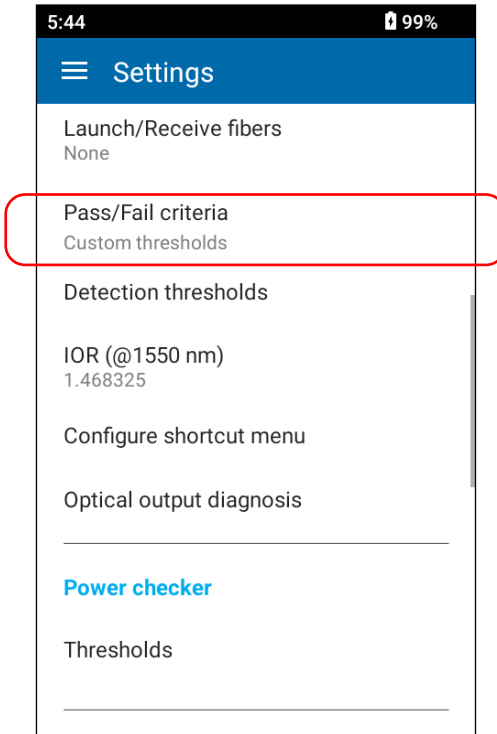 5:44 99%
Settings
Launch/Receive fibers
None
Pass/Fail criteria
Custom thresholds
Detection thresholds
IOR (@1550 nm)
1.468325
Configure shortcut menu
Optical output diagnosis
Power checker
Thresholds